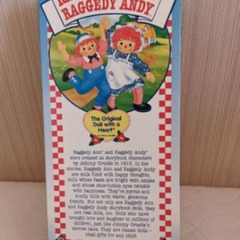 RAGGEDY ANDY
The Original
Doll with a
Heart
Raggedy Ann and Raggedy Andy
were created as storybook characters
by Johnny Gruelle in 1915. In the
stories, Raggedy Ann and Raggedy Andy
are dolls filled with happy thoughts,
dolls whose faces are bright with smiles
and whose shoe-button eyes twinkle
with happiness. They're joyous and
kindly dolls with warm, generous
friends. But not only are Raggedy Ann
and Raggedy Andy storybook dolls, they
are real dolls, too. Dolls who have
brought love and laughter to millions of
children, just like Johnny Gruelle's
stories have. They are classic dolls -
ideal gifts for any child.